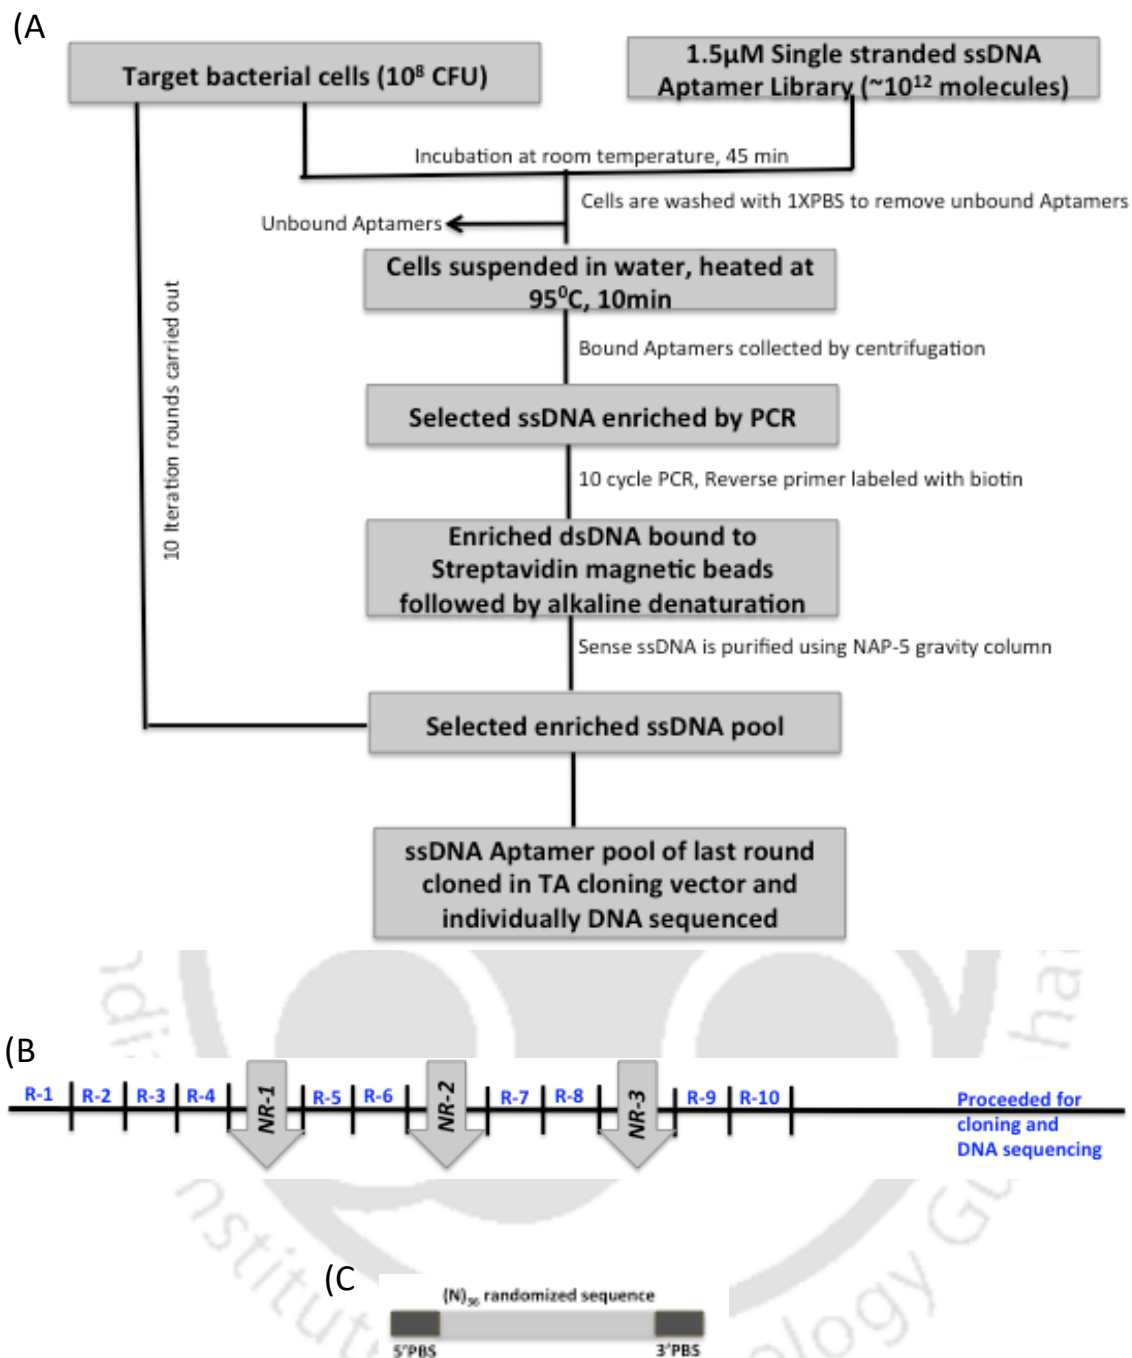 (A
Target bacterial cells (10⁸ CFU)
1.5µM Single stranded ssDNA
Aptamer Library (~10¹² molecules)
Incubation at room temperature, 45 min
Cells are washed with 1XPBS to remove unbound Aptamers
Unbound Aptamers
Cells suspended in water, heated at
95⁰C, 10min
Bound Aptamers collected by centrifugation
10 Iteration rounds carried out
Selected ssDNA enriched by PCR
10 cycle PCR, Reverse primer labeled with biotin
Enriched dsDNA bound to
Streptavidin magnetic beads
followed by alkaline denaturation
Sense ssDNA is purified using NAP-5 gravity column
Selected enriched ssDNA pool
ssDNA Aptamer pool of last round
cloned in TA cloning vector and
individually DNA sequenced
(B
R-1 R-2 R-3 R-4 NR-1 R-5 R-6 NR-2 R-7 R-8 NR-3 R-9 R-10
Proceeded for
cloning and
DNA sequencing
(C
(N)₃₆ randomized sequence
5'PBS 3'PBS